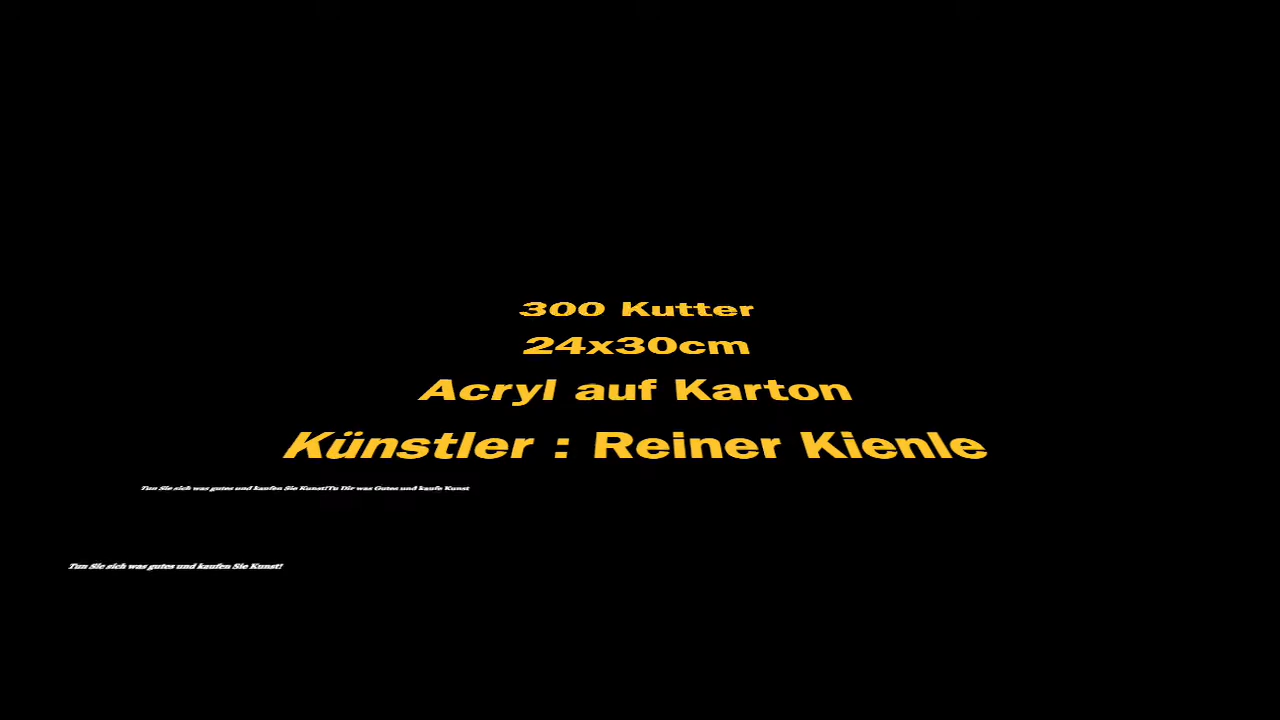 300 Kutter
24x30cm
Acryl auf Karton
Künstler : Reiner Kienle
Tun Sie sich was gutes und kaufen Sie Kunst!Tu Dir was Gutes und kaufe Kunst
Tun Sie sich was gutes und kaufen Sie Kunst!